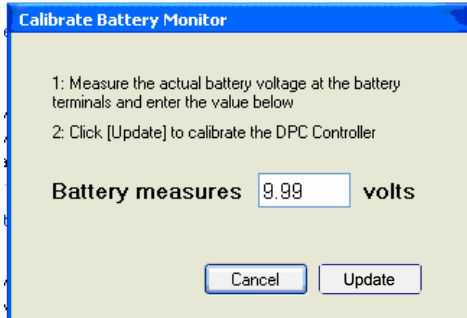 Calibrate Battery Monitor
1: Measure the actual battery voltage at the battery
terminals and enter the value below
2: Click [Update] to calibrate the DPC Controller
Battery measures 9.99 volts
Cancel Update